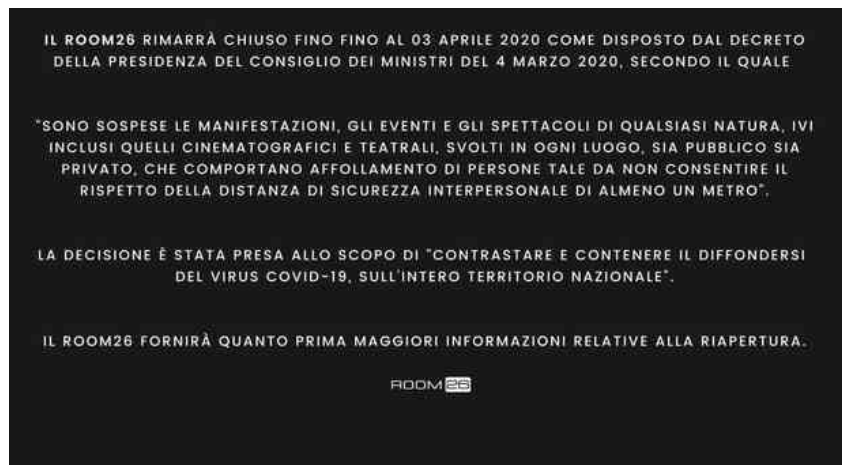 IL ROOM26 RIMARRÀ CHIUSO FINO FINO AL 03 APRILE 2020 COME DISPOSTO DAL DECRETO
DELLA PRESIDENZA DEL CONSIGLIO DEI MINISTRI DEL 4 MARZO 2020, SECONDO IL QUALE
"SONO SOSPESE LE MANIFESTAZIONI, GLI EVENTI E GLI SPETTACOLI DI QUALSIASI NATURA, IVI
INCLUSI QUELLI CINEMATOGRAFICI E TEATRALI, SVOLTI IN OGNI LUOGO, SIA PUBBLICO SIA
PRIVATO, CHE COMPORTANO AFFOLLAMENTO DI PERSONE TALE DA NON CONSENTIRE IL
RISPETTO DELLA DISTANZA DI SICUREZZA INTERPERSONALE DI ALMENO UN METRO".
LA DECISIONE È STATA PRESA ALLO SCOPO DI "CONTRASTARE E CONTENERE IL DIFFONDERSI
DEL VIRUS COVID-19, SULL'INTERO TERRITORIO NAZIONALE".
IL ROOM26 FORNIRÀ QUANTO PRIMA MAGGIORI INFORMAZIONI RELATIVE ALLA RIAPERTURA.
ROOM26